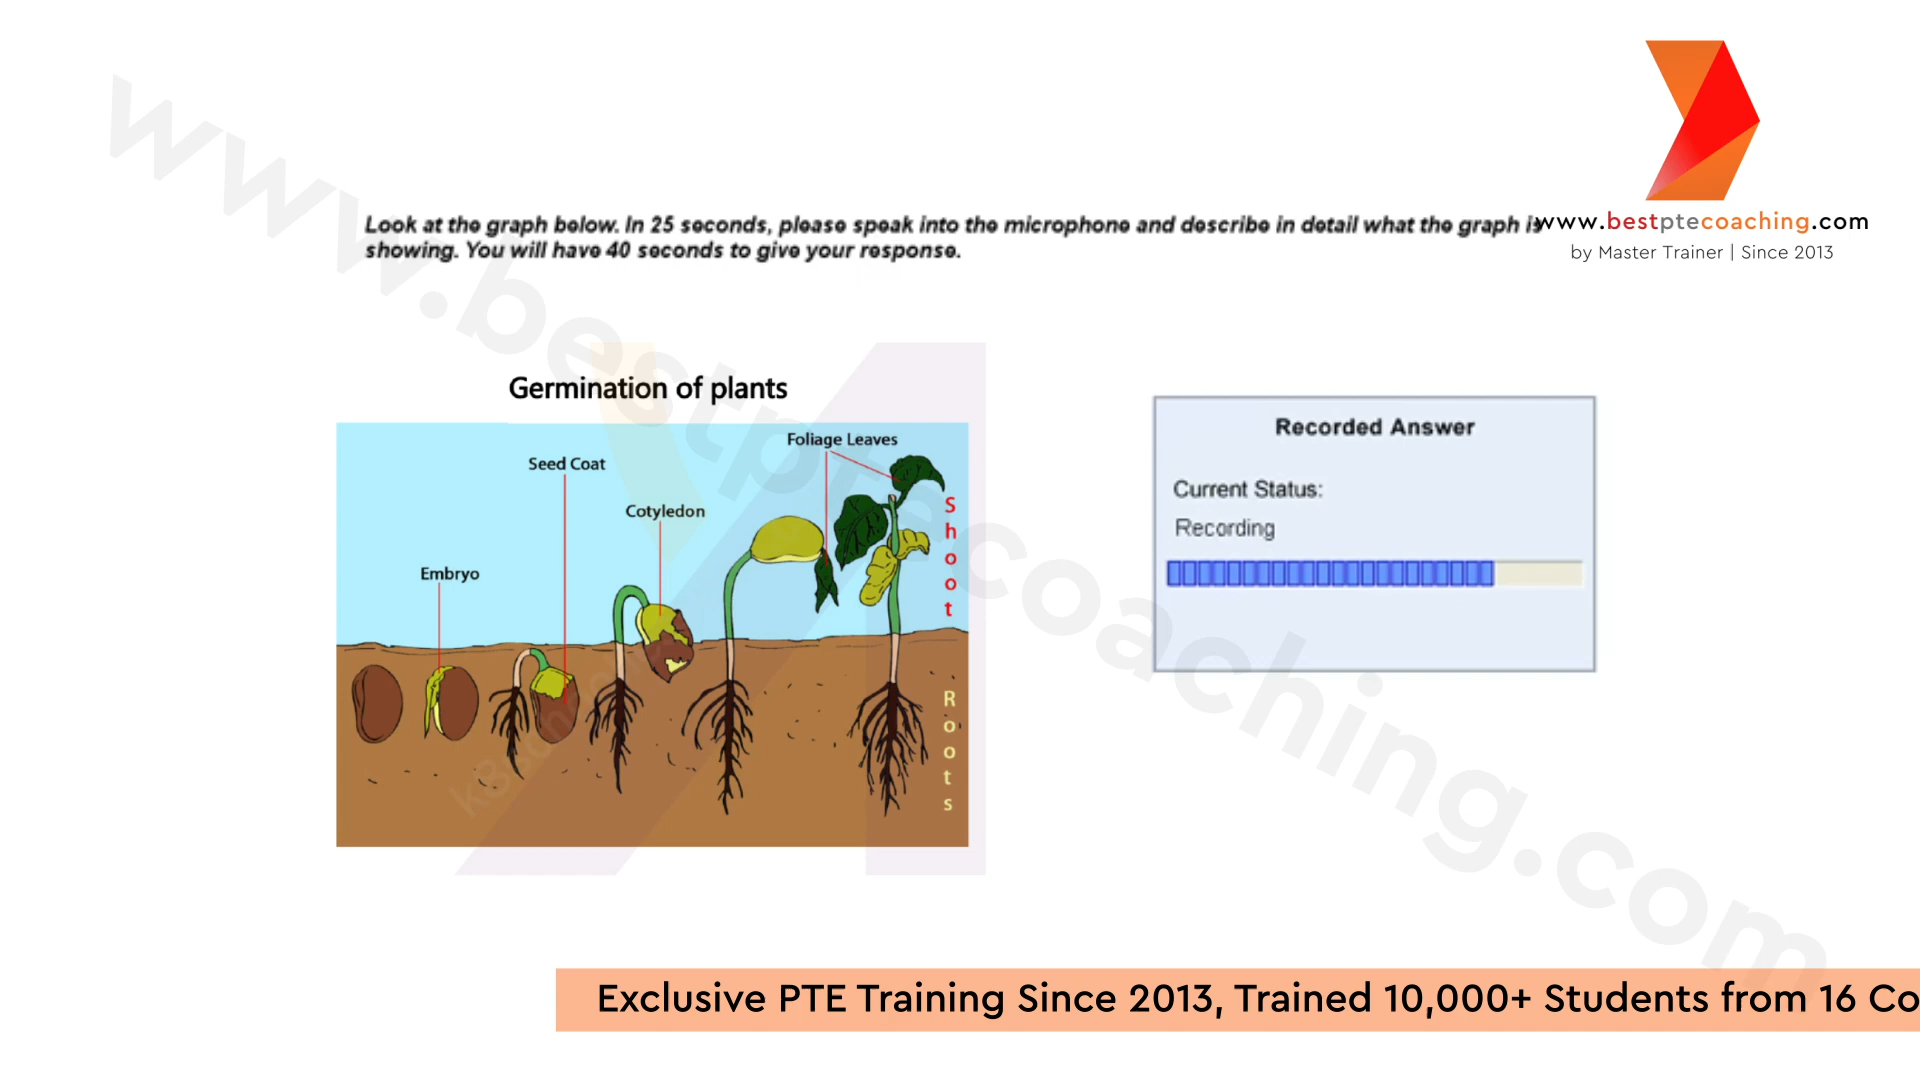 www.bestptecoaching.com
Look at the graph below. In 25 seconds, please speak into the microphone and describe in detail what the graph is
showing. You will have 40 seconds to give your response.
www.bestptecoaching.com
by Master Trainer | Since 2013
Germination of plants
Foliage Leaves
Seed Coat
Cotyledon
Embryo
Shoot
Roots
Recorded Answer
Current Status:
Recording
Exclusive PTE Training Since 2013, Trained 10,000+ Students from 16 Co